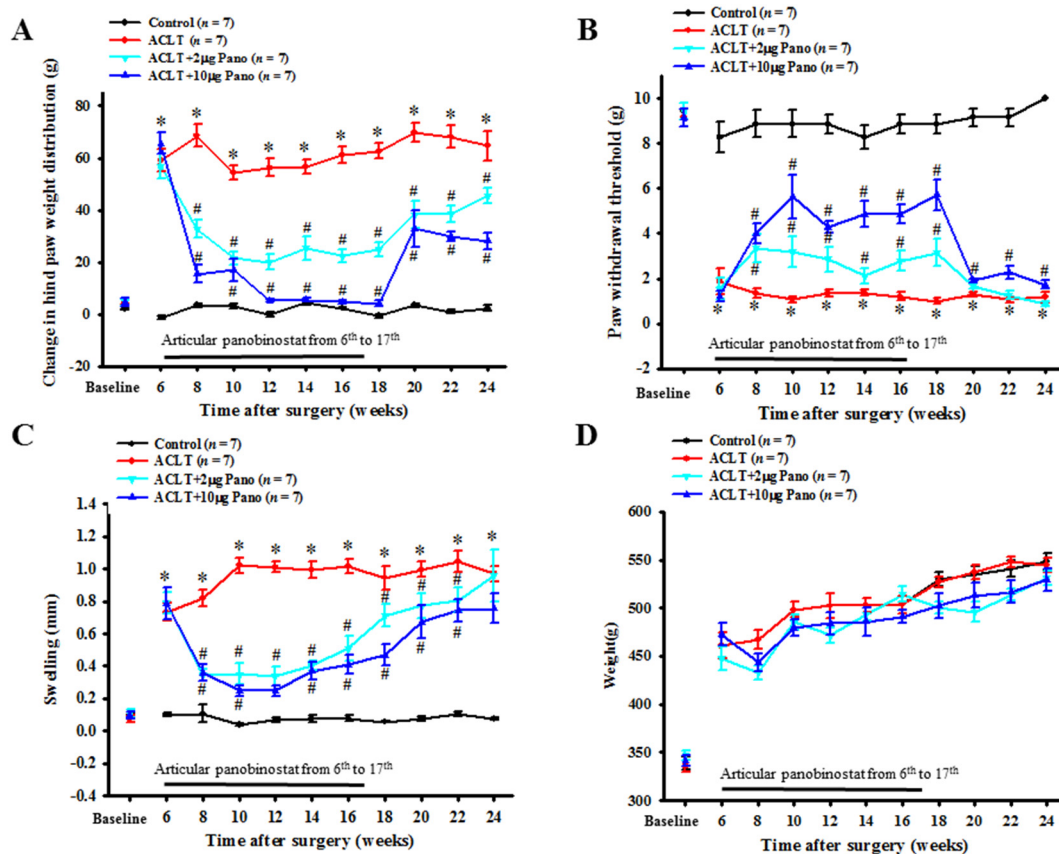 A
Control (n = 7)
ACLT (n = 7)
ACLT+2µg Pano (n = 7)
ACLT+10µg Pano (n = 7)
Change in hind paw weight distribution (g)
80
60
40
20
0
-20
* * * * * * * * * *
# # # # # # # # #
# # # # # # # # #
Articular panobinostat from 6th to 17th
Baseline 6 8 10 12 14 16 18 20 22 24
Time after surgery (weeks)
B
Control (n = 7)
ACLT (n = 7)
ACLT+2µg Pano (n = 7)
ACLT+10µg Pano (n = 7)
Paw withdrawal threshold (g)
10
8
6
4
2
0
-2
# # # # # # # # #
# # # # # #
* * * * * * * * * *
Articular panobinostat from 6th to 17th
Baseline 6 8 10 12 14 16 18 20 22 24
Time after surgery (weeks)
C
Control (n = 7)
ACLT (n = 7)
ACLT+2µg Pano (n = 7)
ACLT+10µg Pano (n = 7)
Swelling (mm)
1.4
1.2
1.0
0.8
0.6
0.4
0.2
0.0
-0.2
-0.4
* * * * * * * * * *
# # # # # # # #
# # # # # # #
Articular panobinostat from 6th to 17th
Baseline 6 8 10 12 14 16 18 20 22 24
Time after surgery (weeks)
D
Control (n = 7)
ACLT (n = 7)
ACLT+2µg Pano (n = 7)
ACLT+10µg Pano (n = 7)
Weight(g)
600
550
500
450
400
350
300
Articular panobinostat from 6th to 17th
Baseline 6 8 10 12 14 16 18 20 22 24
Time after surgery (weeks)